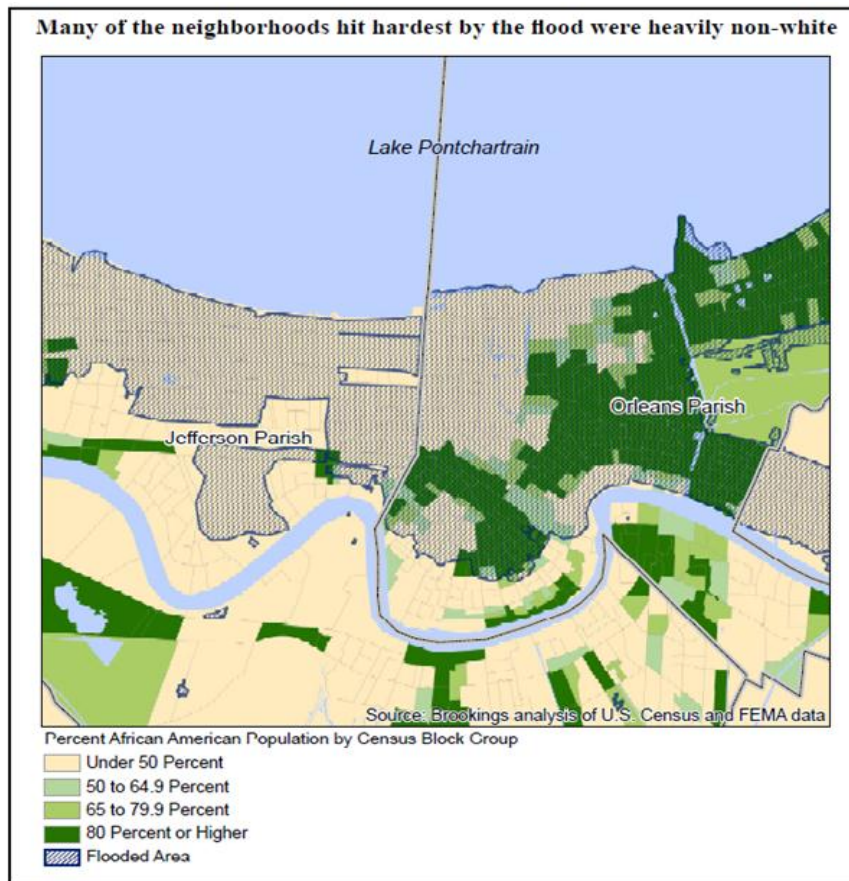 Many of the neighborhoods hit hardest by the flood were heavily non-white
Lake Pontchartrain
Orleans Parish
Jefferson Parish
Source: Brookings analysis of U.S. Census and FEMA data
Percent African American Population by Census Block Group
Under 50 Percent
50 to 64.9 Percent
65 to 79.9 Percent
80 Percent or Higher
Flooded Area